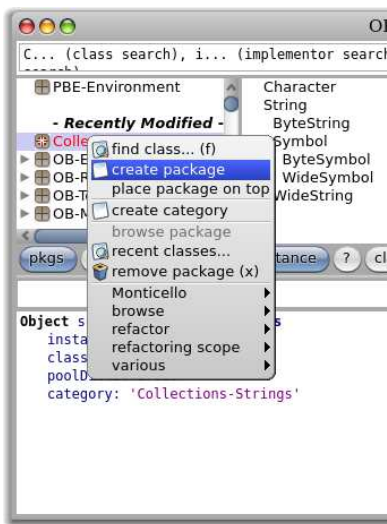 OB
C... (class search), i... (implementor search
PBE-Environment
- Recently Modified -
Colle
OB-E
OB-R
OB-T
OB-M
Character
String
ByteString
Symbol
ByteSymbol
WideSymbol
WideString
find class... (f)
create package
place package on top
create category
browse package
recent classes...
remove package (x)
Monticello
browse
refactor
refactoring scope
various
pkgs
tance
?
cl
Object s s
insta
class
poolD
category: 'Collections-Strings'